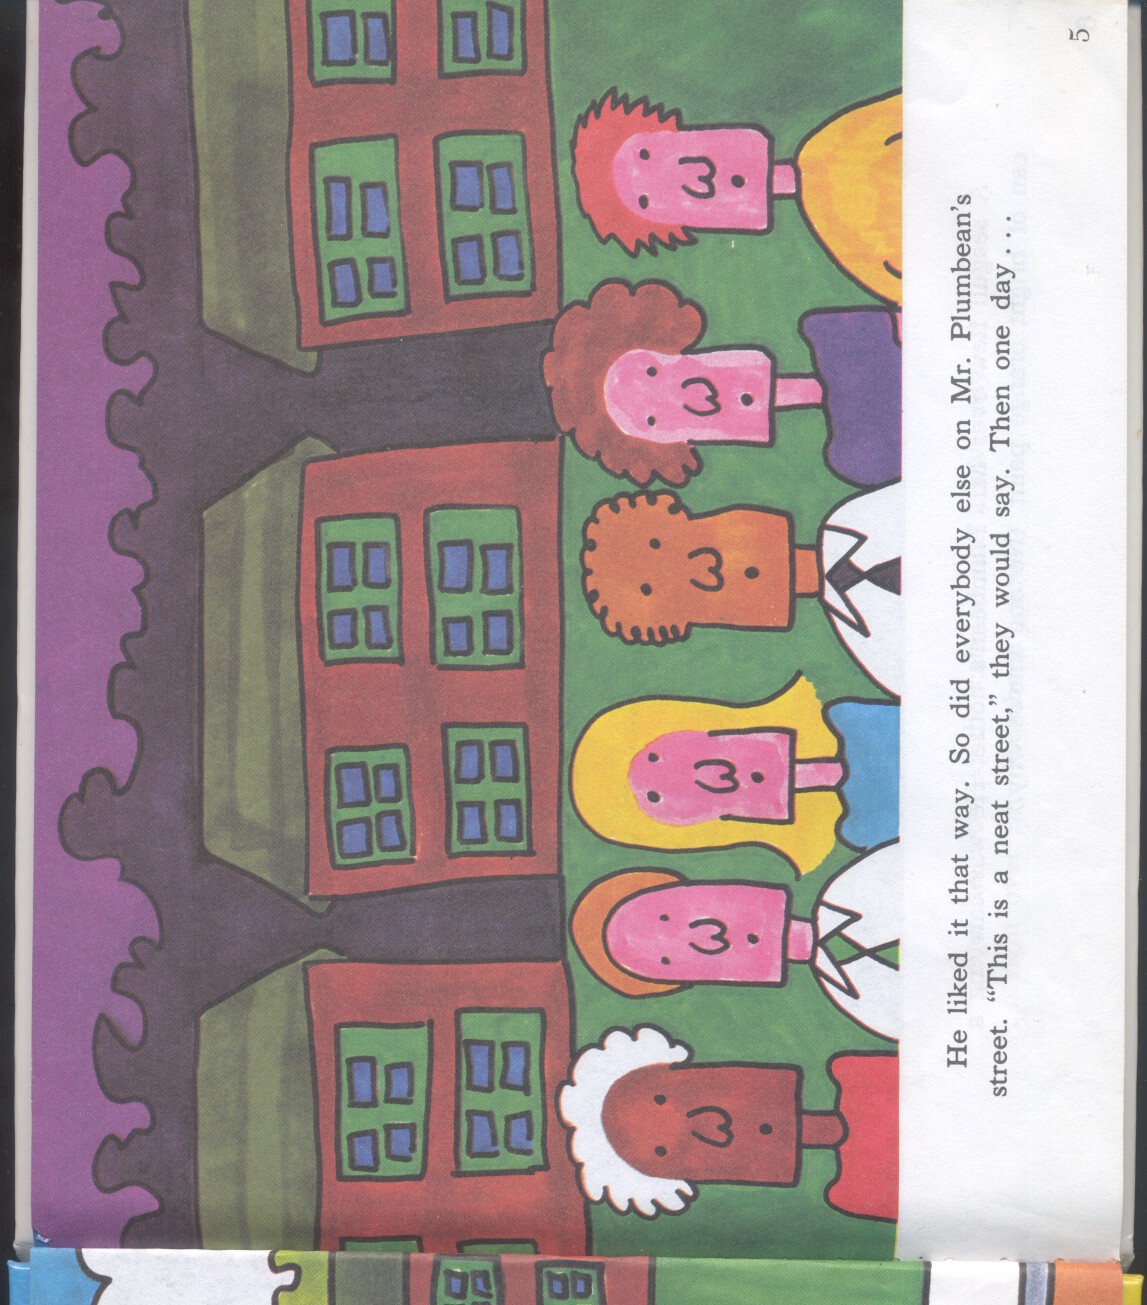 He liked it that way. So did everybody else on Mr. Plumbean's
street. “This is a neat street,” they would say. Then one day . . .
5